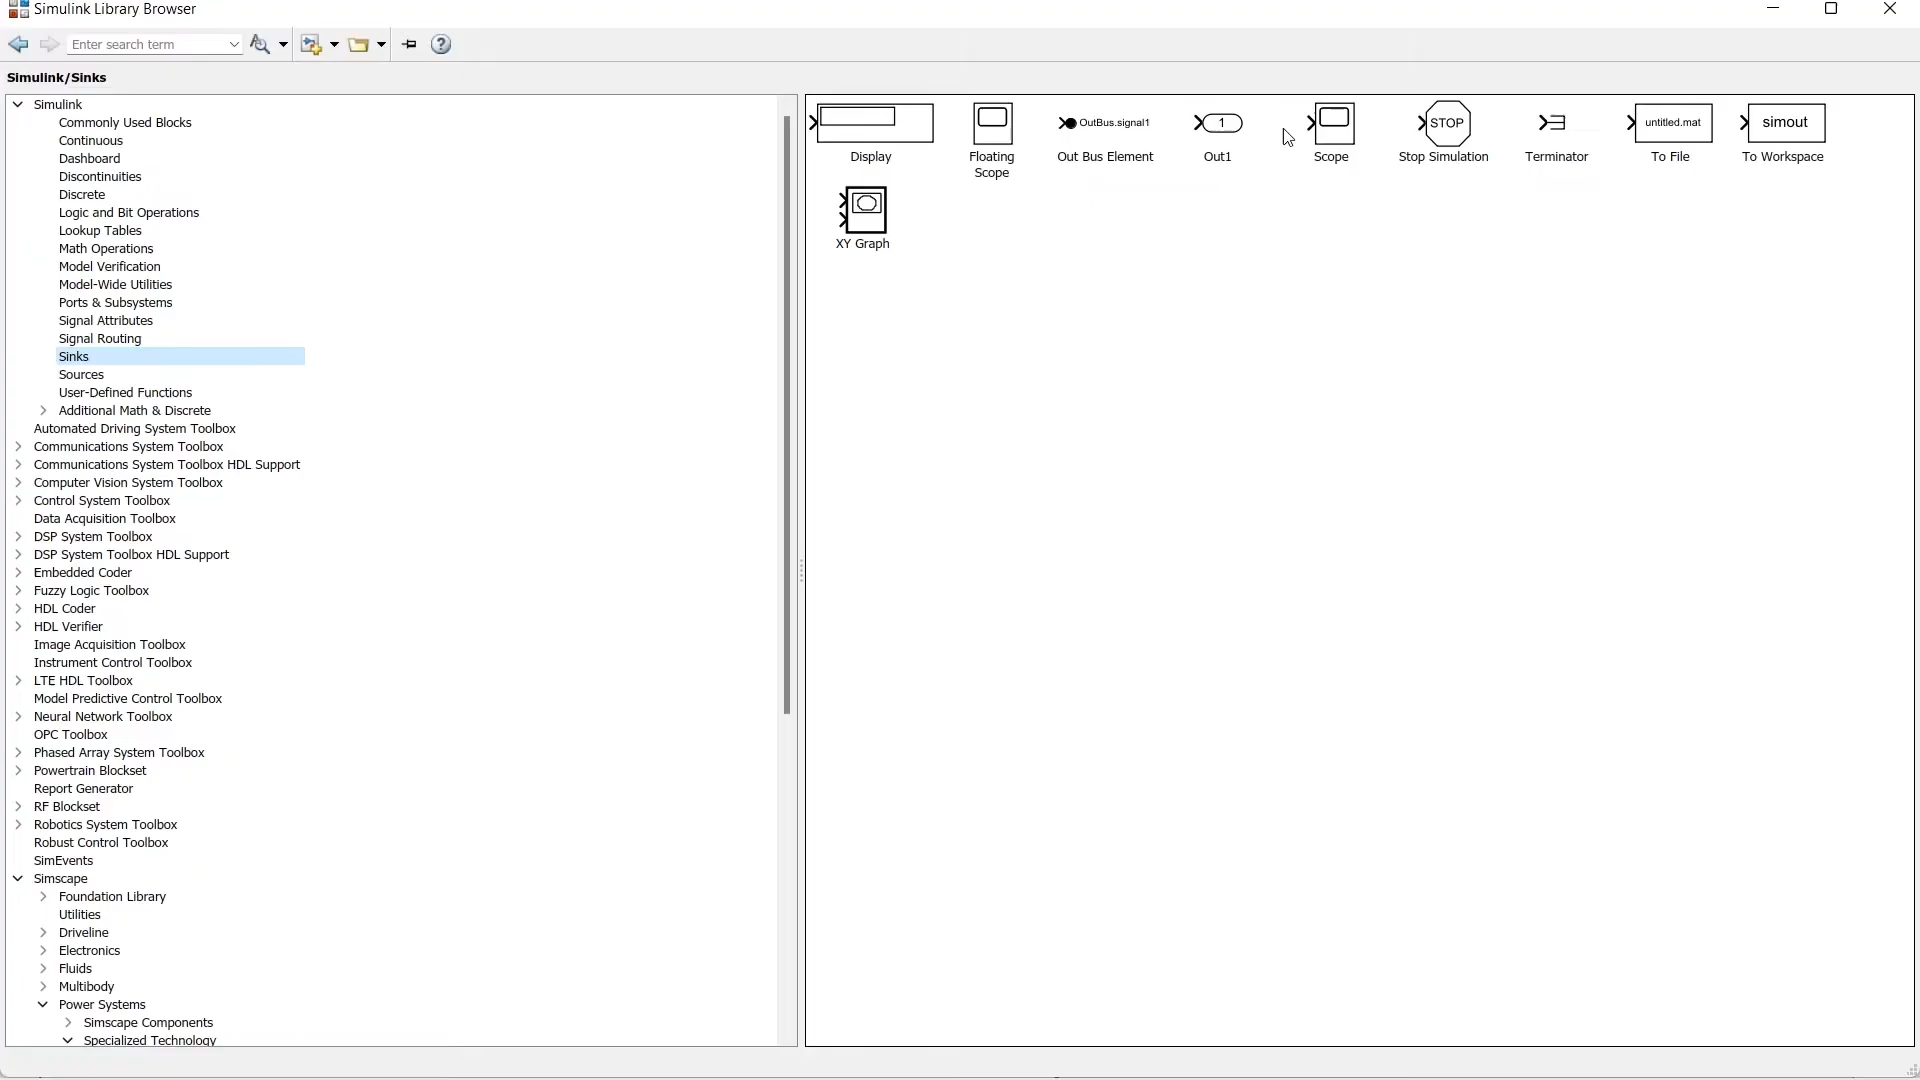 Simulink Library Browser
Enter search term
Simulink/Sinks
Simulink
Commonly Used Blocks
Continuous
Dashboard
Discontinuities
Discrete
Logic and Bit Operations
Lookup Tables
Math Operations
Model Verification
Model-Wide Utilities
Ports & Subsystems
Signal Attributes
Signal Routing
Sinks
Sources
User-Defined Functions
Additional Math & Discrete
Automated Driving System Toolbox
Communications System Toolbox
Communications System Toolbox HDL Support
Computer Vision System Toolbox
Control System Toolbox
Data Acquisition Toolbox
DSP System Toolbox
DSP System Toolbox HDL Support
Embedded Coder
Fuzzy Logic Toolbox
HDL Coder
HDL Verifier
Image Acquisition Toolbox
Instrument Control Toolbox
LTE HDL Toolbox
Model Predictive Control Toolbox
Neural Network Toolbox
OPC Toolbox
Phased Array System Toolbox
Powertrain Blockset
Report Generator
RF Blockset
Robotics System Toolbox
Robust Control Toolbox
SimEvents
Simscape
Foundation Library
Utilities
Driveline
Electronics
Fluids
Multibody
Power Systems
Simscape Components
Specialized Technology
OutBus.signal1
1
STOP
untitled.mat
simout
Display
Floating
Scope
Out Bus Element
Out1
Scope
Stop Simulation
Terminator
To File
To Workspace
XY Graph